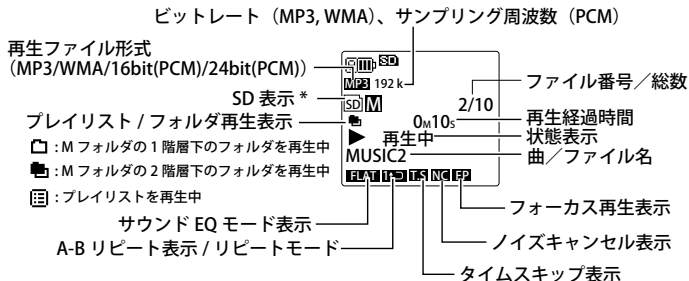 ビットレート（MP3, WMA）、サンプリング周波数（PCM）
再生ファイル形式
（MP3/WMA/16bit(PCM)/24bit(PCM)）
SD 表示 *
プレイリスト / フォルダ再生表示
：M フォルダの 1 階層下のフォルダを再生中
：M フォルダの 2 階層下のフォルダを再生中
：プレイリストを再生中
サウンド EQ モード表示
A-B リピート表示 / リピートモード
SD
MP3 192 k
SD M
2/10
0M10s
再生中
MUSIC2
FLAT 1 T.S NC FP
ファイル番号／総数
再生経過時間
状態表示
曲／ファイル名
フォーカス再生表示
ノイズキャンセル表示
タイムスキップ表示